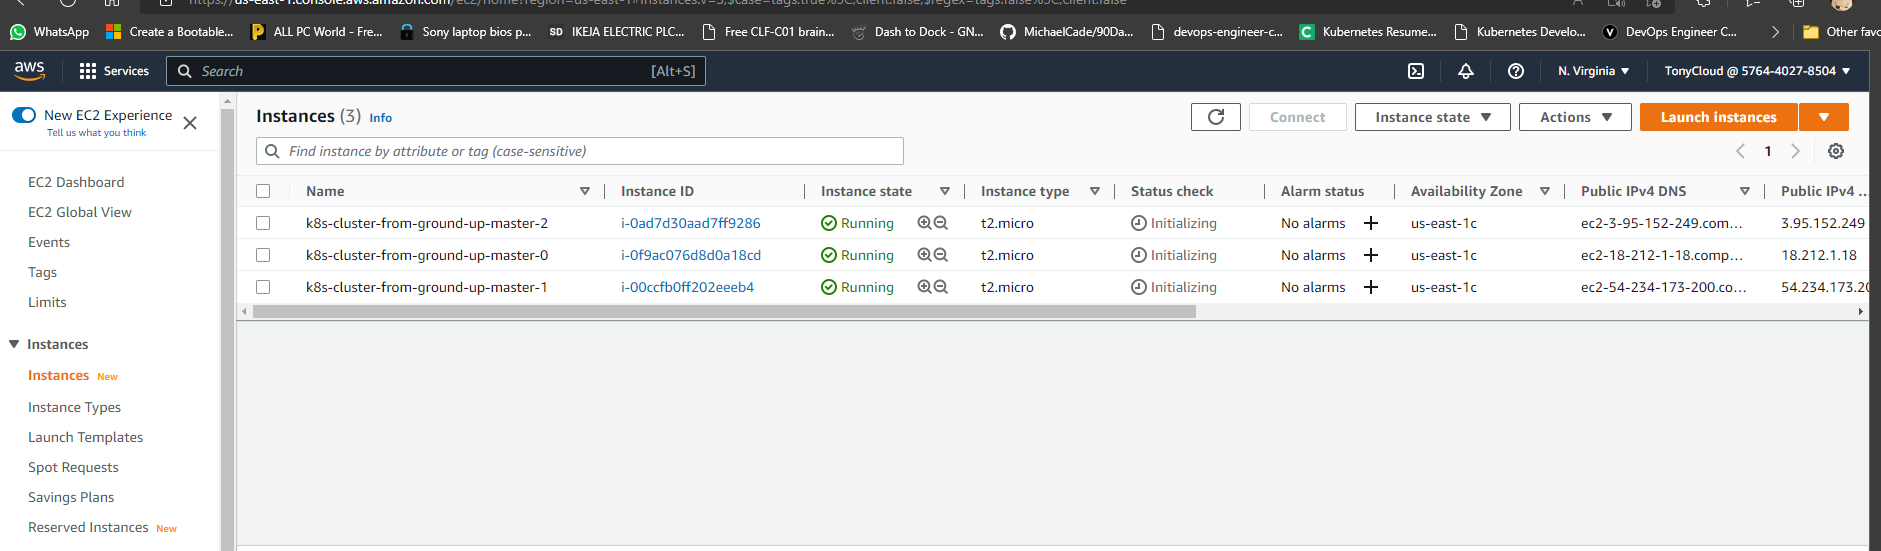 https://us-east-1.console.aws.amazon.com/ec2/home?region=us-east-1#Instances:v=3;$case=tags:true%5C,client:false;$regex=tags:false%5C,client:false
WhatsApp Create a Bootable... ALL PC World - Fre... Sony laptop bios p... SD IKEJA ELECTRIC PLC... Free CLF-C01 brain... Dash to Dock - GN... MichaelCade/90Da... devops-engineer-c... C Kubernetes Resume... Kubernetes Develo... V DevOps Engineer C... Other favo
aws Services Search [Alt+S] N. Virginia TonyCloud @ 5764-4027-8504
New EC2 Experience
Tell us what you think
EC2 Dashboard
EC2 Global View
Events
Tags
Limits
Instances
Instances New
Instance Types
Launch Templates
Spot Requests
Savings Plans
Reserved Instances New
Instances (3) Info Connect Instance state Actions Launch instances
Find instance by attribute or tag (case-sensitive) 1
Name Instance ID Instance state Instance type Status check Alarm status Availability Zone Public IPv4 DNS Public IPv4 ...
k8s-cluster-from-ground-up-master-2 i-0ad7d30aad7ff9286 Running t2.micro Initializing No alarms us-east-1c ec2-3-95-152-249.com... 3.95.152.249
k8s-cluster-from-ground-up-master-0 i-0f9ac076d8d0a18cd Running t2.micro Initializing No alarms us-east-1c ec2-18-212-1-18.comp... 18.212.1.18
k8s-cluster-from-ground-up-master-1 i-00ccfb0ff202eeeb4 Running t2.micro Initializing No alarms us-east-1c ec2-54-234-173-200.co... 54.234.173.20